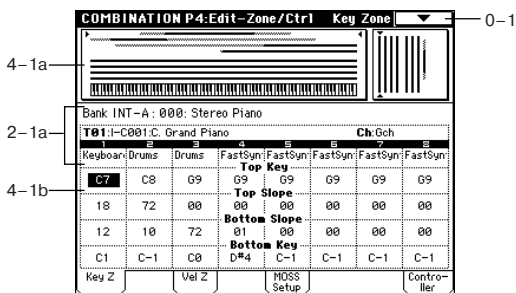 COMBINATION P4:Edit-Zone/Ctrl Key Zone
0-1
4-1a
Bank INT-A: 000: Stereo Piano
2-1a
T01:I-C001:C. Grand Piano Ch:Gch
1 2 3 4 5 6 7 8
Keyboar Drums Drums FastSyn FastSyn FastSyn FastSyn FastSyn
Top Key
4-1b
C7 C8 G9 G9 G9 G9 G9 G9
Top Slope
18 72 00 00 00 00 00 00
Bottom Slope
12 10 72 01 00 00 00 00
Bottom Key
C1 C-1 C0 D#4 C-1 C-1 C-1 C-1
Key Z Vel Z MOSS Setup Contro-ller